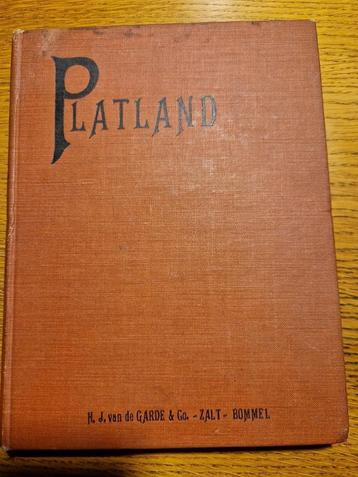 PLATLAND
H. J. van de GARDE & Co. - ZALT - BOMMEL